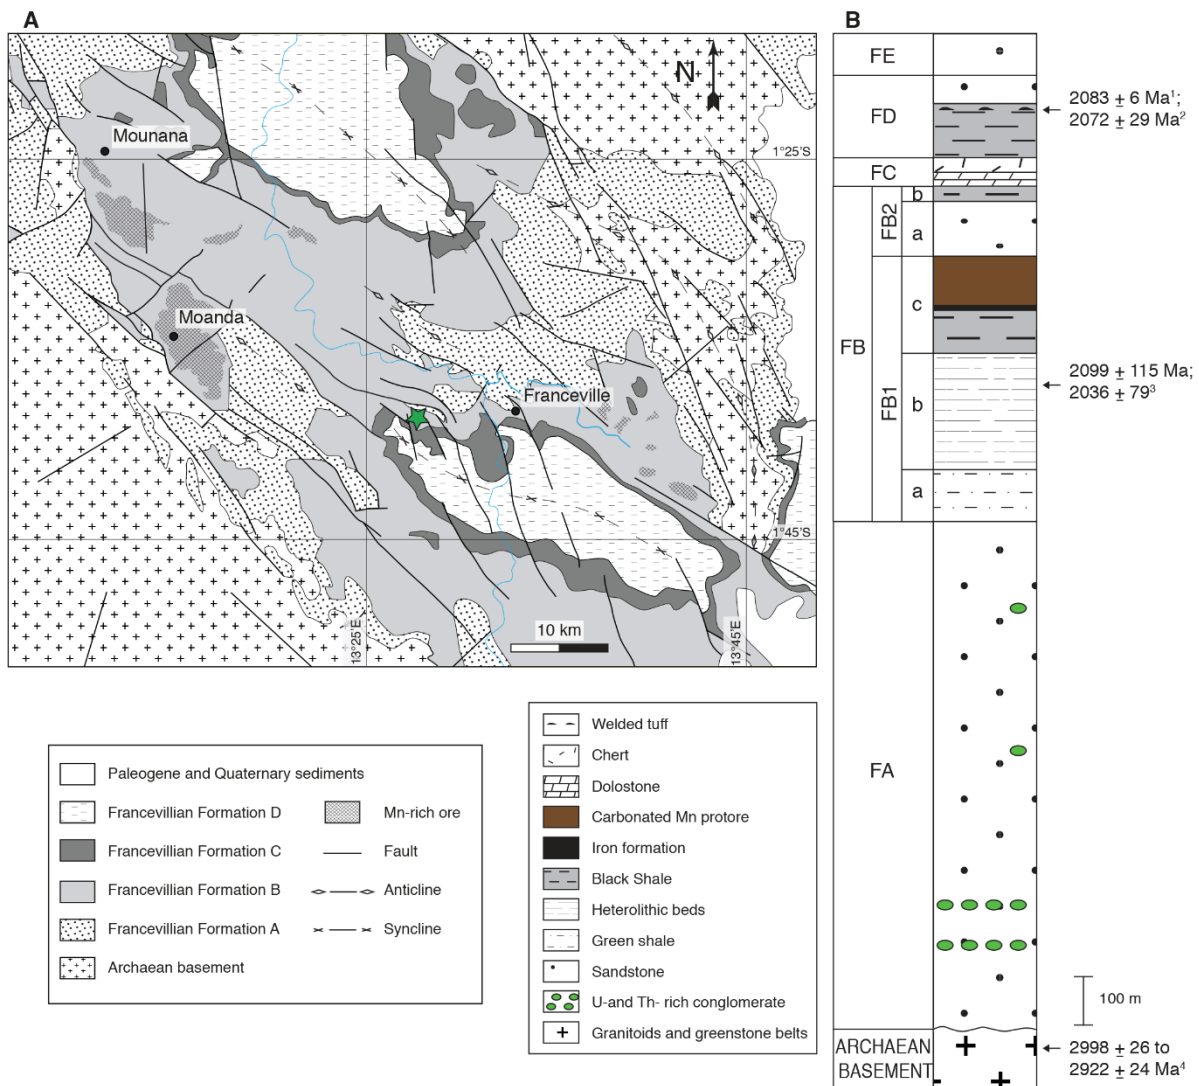 A
N
Mounana
1°25'S
Moanda
Franceville
1°45'S
13°25'E
10 km
13°45'E
Paleogene and Quaternary sediments
Francevillian Formation D
Mn-rich ore
Francevillian Formation C
Fault
Francevillian Formation B
Anticline
Francevillian Formation A
Syncline
Archaean basement
Welded tuff
Chert
Dolostone
Carbonated Mn protore
Iron formation
Black Shale
Heterolithic beds
Green shale
Sandstone
U-and Th- rich conglomerate
Granitoids and greenstone belts
B
FE
FD
2083 ± 6 Ma¹;
2072 ± 29 Ma²
FC
FB
FB2
b
a
FB1
c
b
a
2099 ± 115 Ma;
2036 ± 79³
FA
100 m
ARCHAEAN
BASEMENT
2998 ± 26 to
2922 ± 24 Ma⁴